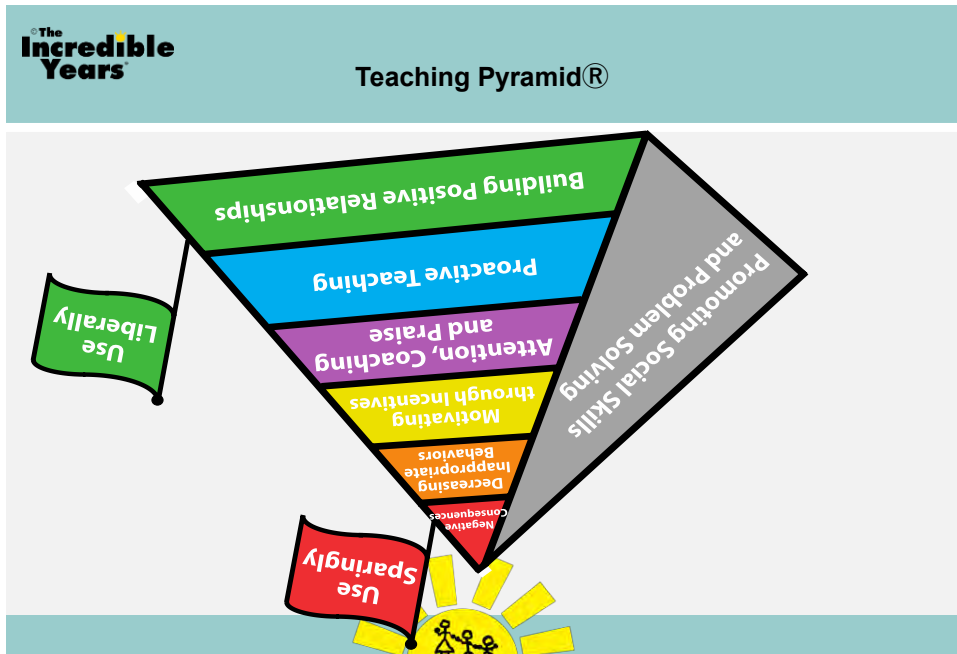 ©The
Incredible
Years®
Teaching Pyramid®
Building Positive Relationships
Proactive Teaching
Attention, Coaching
and Praise
Motivating
through Incentives
Decreasing
Inappropriate
Behaviors
Negative
Consequences
Promoting Social Skills
and Problem Solving
Use
Liberally
Use
Sparingly